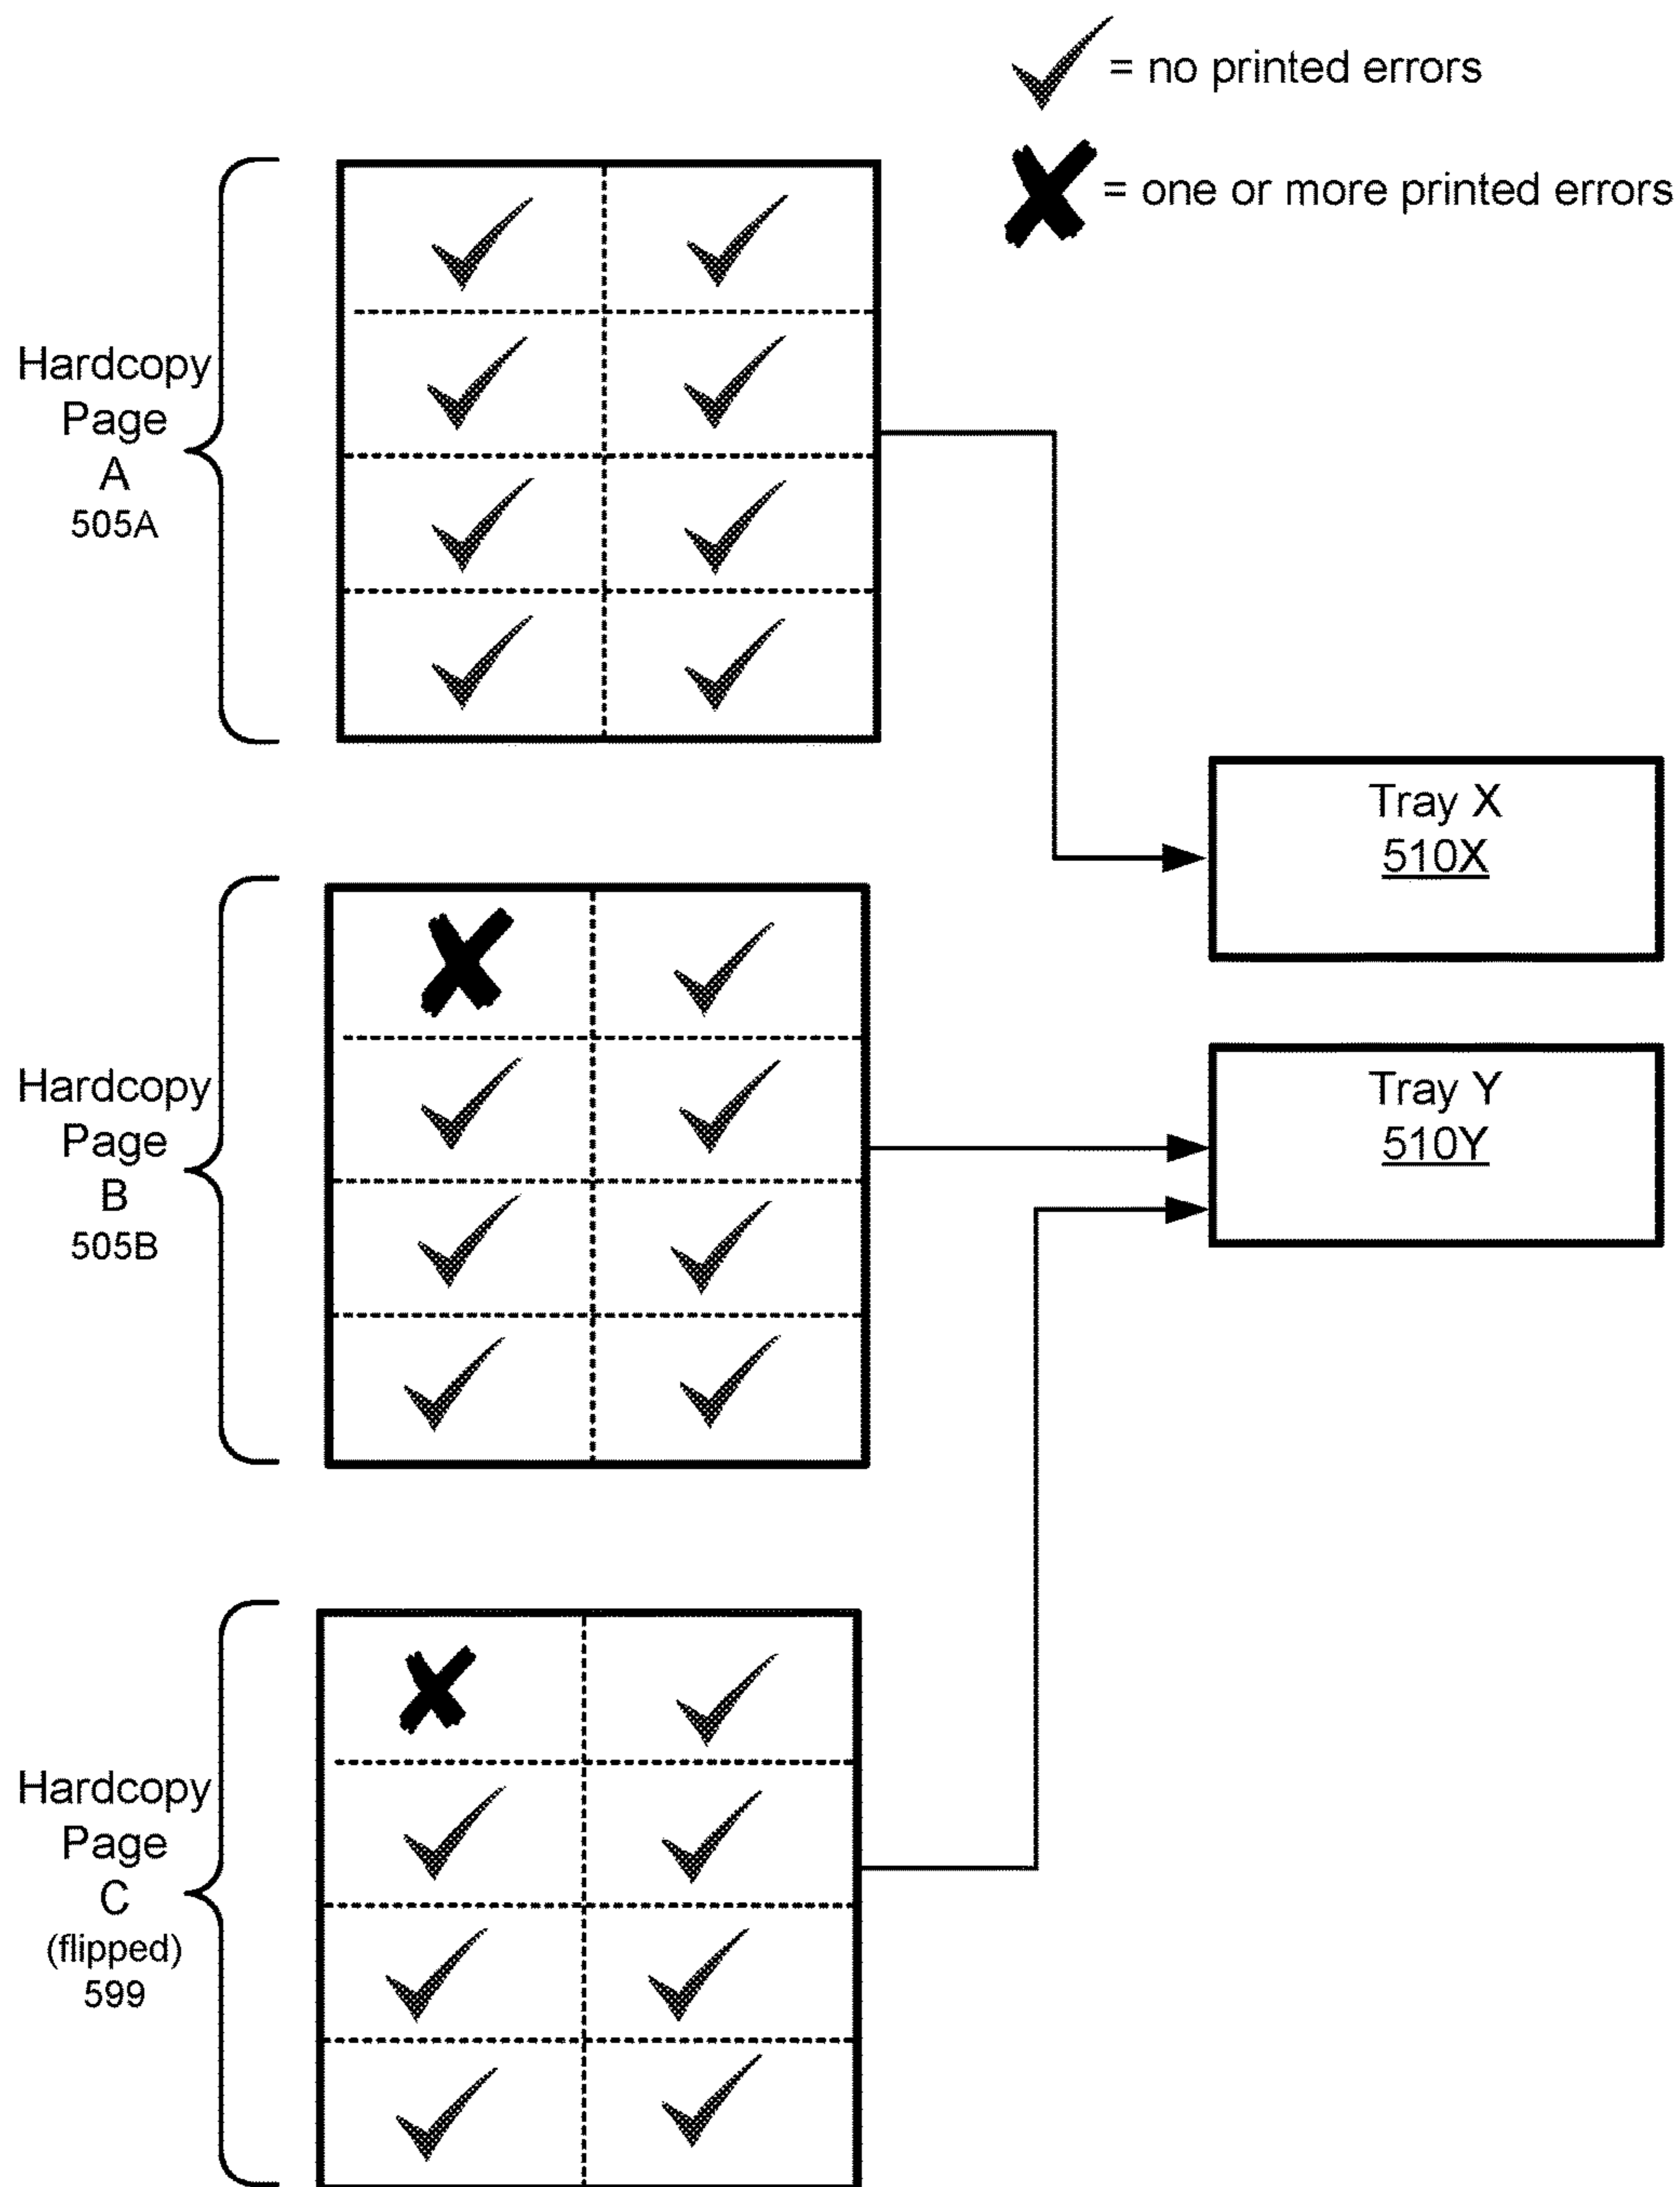 = no printed errors
= one or more printed errors
Hardcopy
Page
A
505A
Tray X
510X
Hardcopy
Page
B
505B
Tray Y
510Y
Hardcopy
Page
C
(flipped)
599